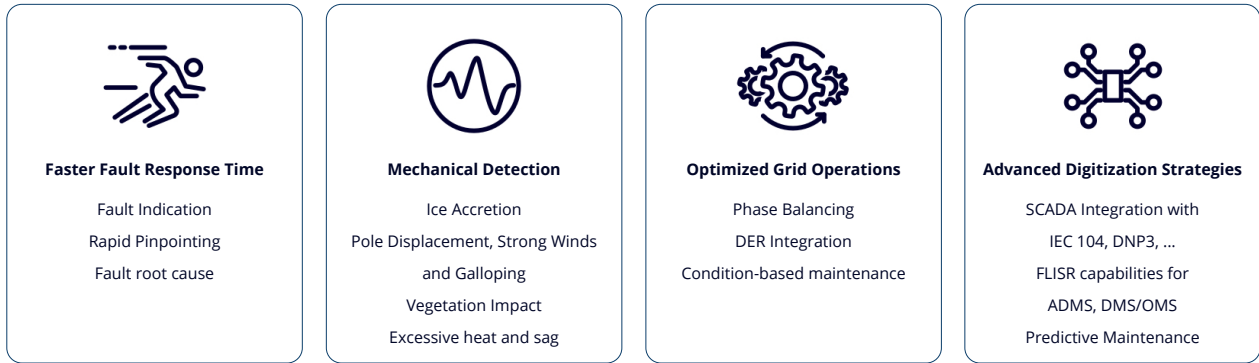 Faster Fault Response Time
Fault Indication
Rapid Pinpointing
Fault root cause
Mechanical Detection
Ice Accretion
Pole Displacement, Strong Winds
and Galloping
Vegetation Impact
Excessive heat and sag
Optimized Grid Operations
Phase Balancing
DER Integration
Condition-based maintenance
Advanced Digitization Strategies
SCADA Integration with
IEC 104, DNP3, ...
FLISR capabilities for
ADMS, DMS/OMS
Predictive Maintenance